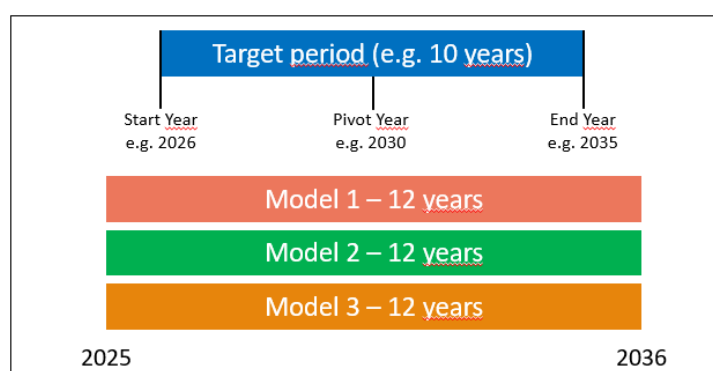 Target period (e.g. 10 years)
Start Year
e.g. 2026
Pivot Year
e.g. 2030
End Year
e.g. 2035
Model 1 – 12 years
Model 2 – 12 years
Model 3 – 12 years
2025
2036